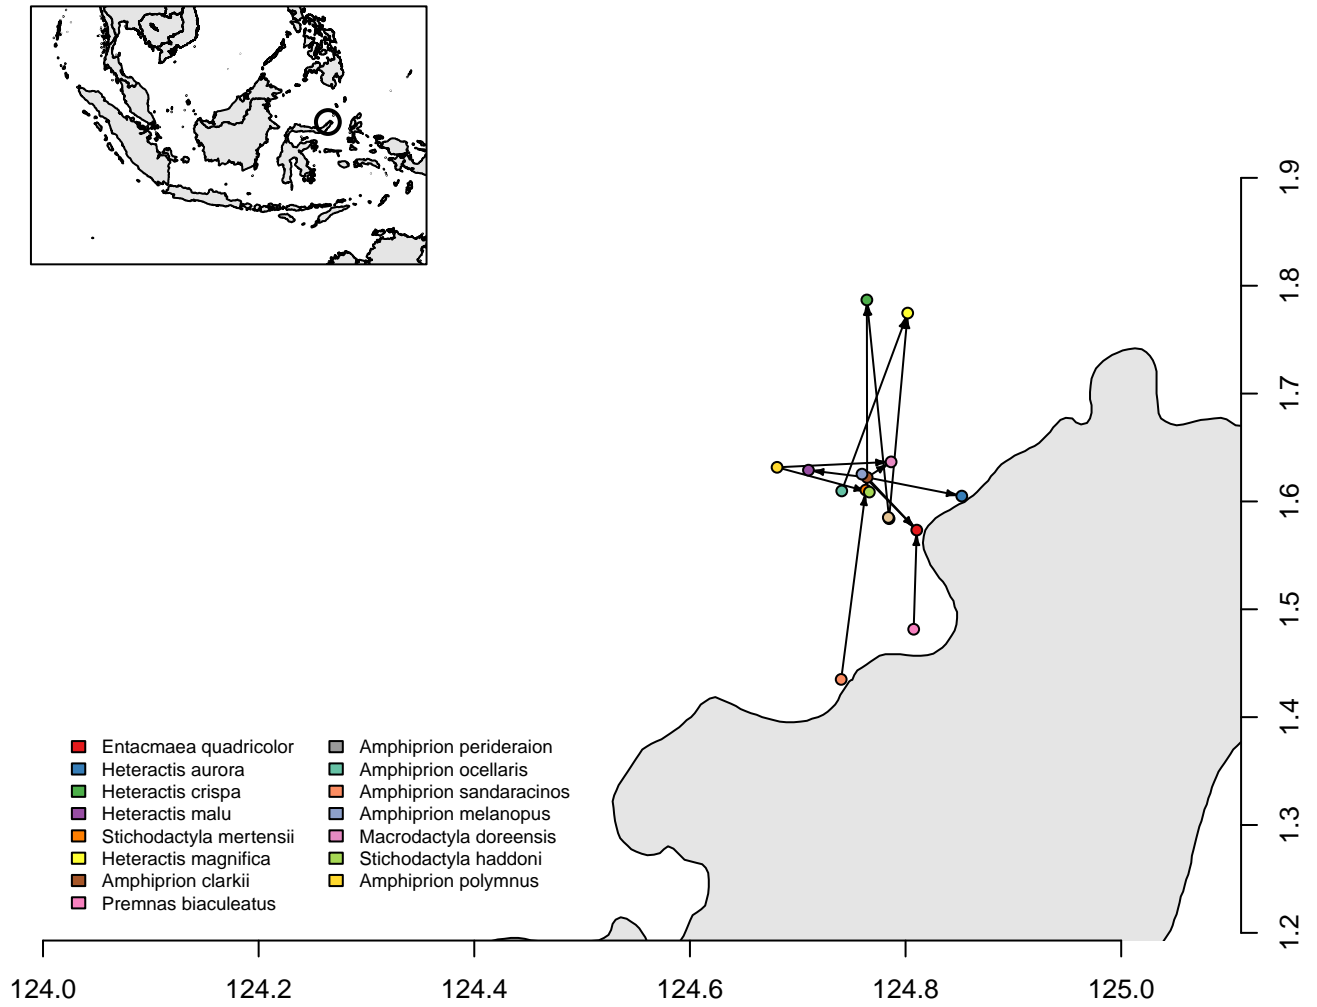 1.9
1.8
1.7
1.6
1.5
1.4
1.3
1.2
Entacmaea quadricolor
Heteractis aurora
Heteractis crispa
Heteractis malu
Stichodactyla mertensii
Heteractis magnifica
Amphiprion clarkii
Premnas biaculeatus
Amphiprion perideraion
Amphiprion ocellaris
Amphiprion sandaracinos
Amphiprion melanopus
Macrodactyla doreensis
Stichodactyla haddoni
Amphiprion polymnus
124.0 124.2 124.4 124.6 124.8 125.0